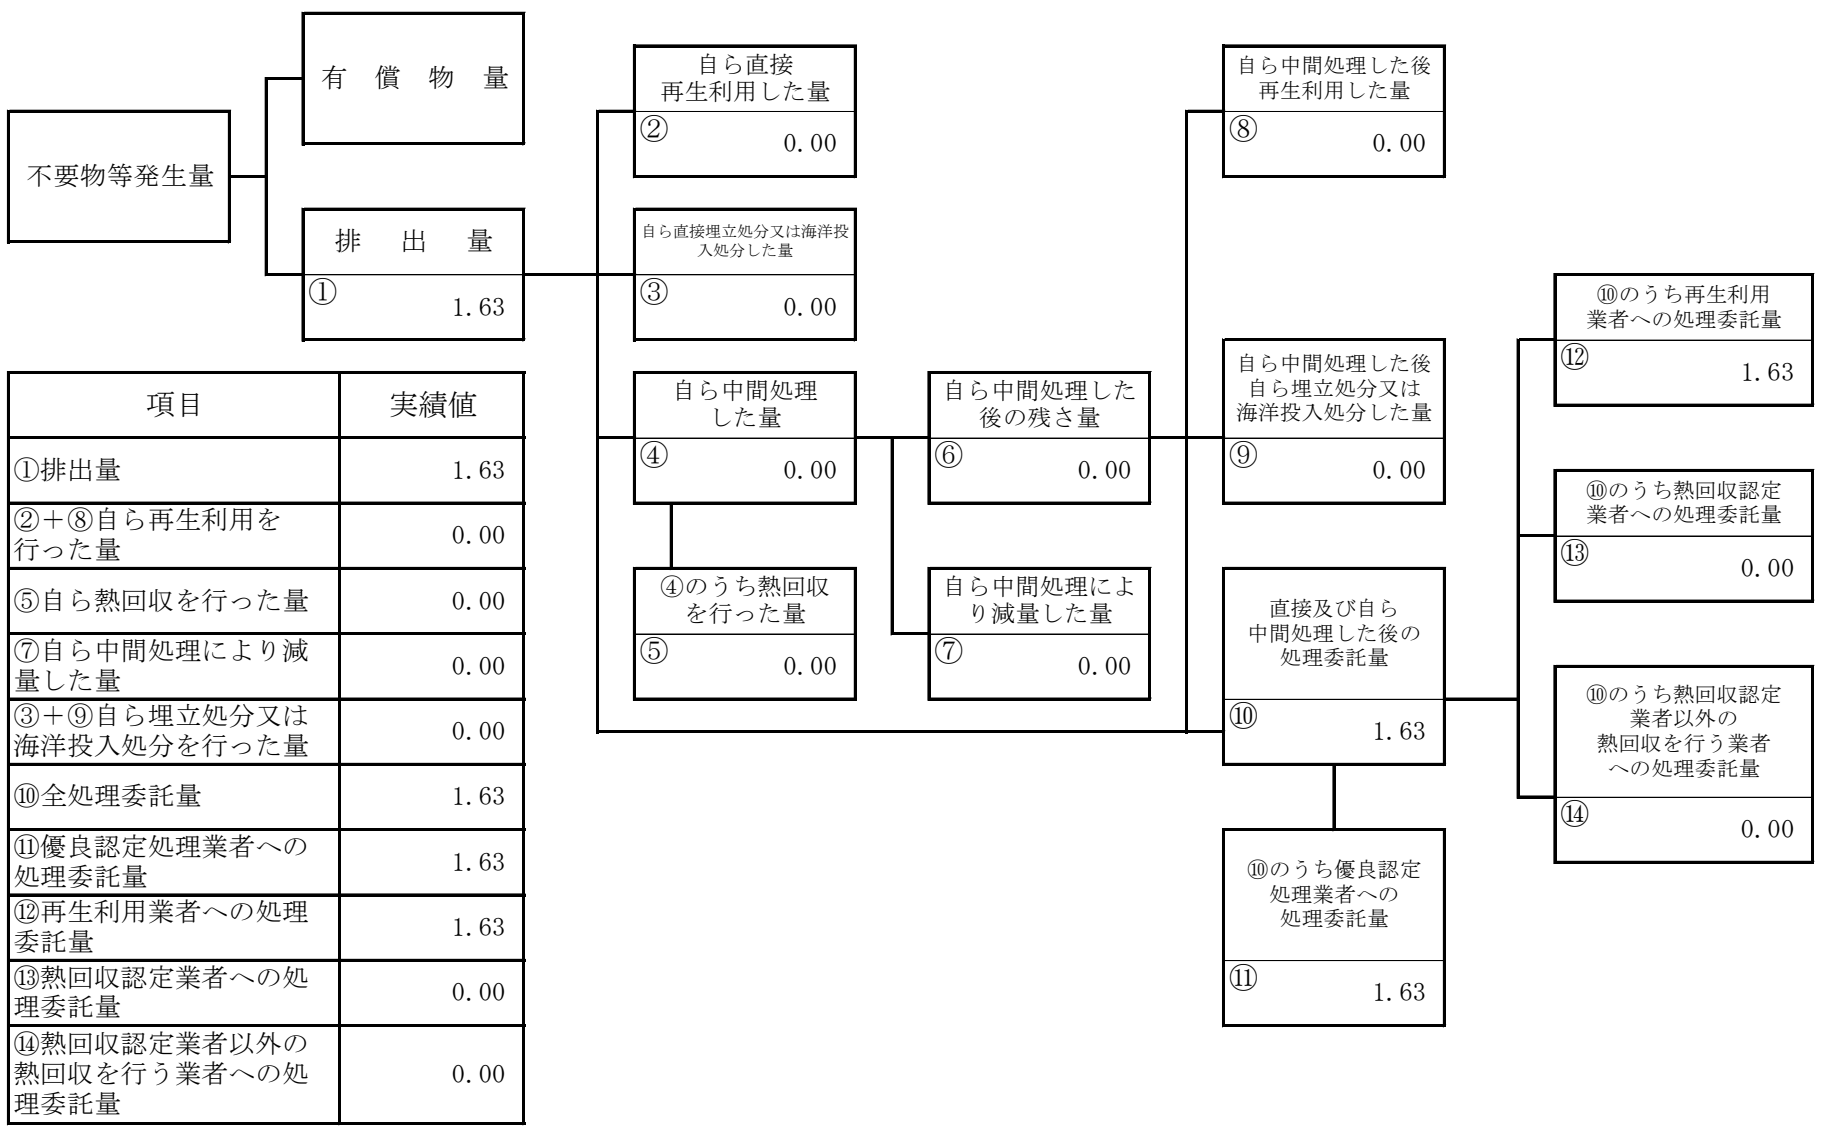 有償物量
不要物等発生量
排出量
① 1.63
自ら直接
再生利用した量
② 0.00
自ら直接埋立処分又は海洋投
入処分した量
③ 0.00
自ら中間処理
した量
④ 0.00
④のうち熱回収
を行った量
⑤ 0.00
自ら中間処理した
後の残さ量
⑥ 0.00
自ら中間処理によ
り減量した量
⑦ 0.00
自ら中間処理した後
再生利用した量
⑧ 0.00
自ら中間処理した後
自ら埋立処分又は
海洋投入処分した量
⑨ 0.00
直接及び自ら
中間処理した後の
処理委託量
⑩ 1.63
⑩のうち優良認定
処理業者への
処理委託量
⑪ 1.63
⑩のうち再生利用
業者への処理委託量
⑫ 1.63
⑩のうち熱回収認定
業者への処理委託量
⑬ 0.00
⑩のうち熱回収認定
業者以外の
熱回収を行う業者
への処理委託量
⑭ 0.00
項目 実績値
①排出量 1.63
②＋⑧自ら再生利用を
行った量 0.00
⑤自ら熱回収を行った量 0.00
⑦自ら中間処理により減
量した量 0.00
③＋⑨自ら埋立処分又は
海洋投入処分を行った量 0.00
⑩全処理委託量 1.63
⑪優良認定処理業者への
処理委託量 1.63
⑫再生利用業者への処理
委託量 1.63
⑬熱回収認定業者への処
理委託量 0.00
⑭熱回収認定業者以外の
熱回収を行う業者への処
理委託量 0.00